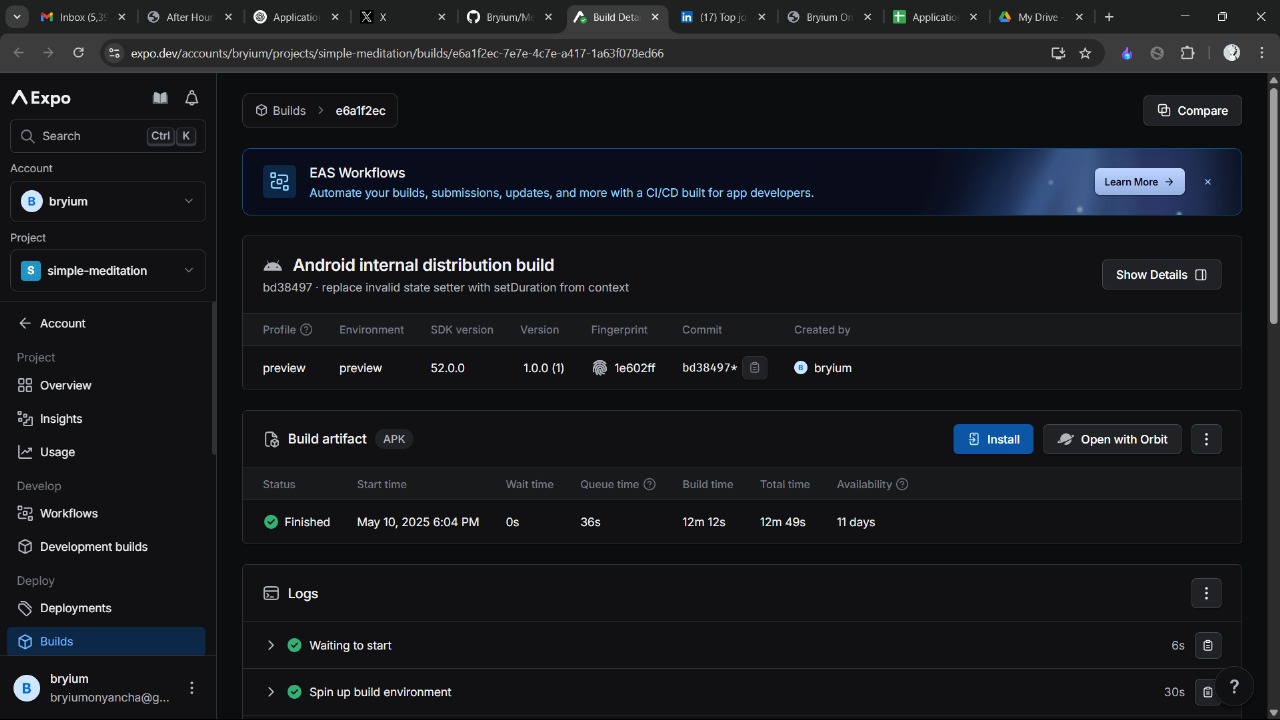 Inbox (5,39
After Hour
Application
X
Bryium/Me
Build Deta
(17) Top jo
Bryium On
Application
My Drive -
expo.dev/accounts/bryium/projects/simple-meditation/builds/e6a1f2ec-7e7e-4c7e-a417-1a63f078ed66
Expo
Search Ctrl K
Account
B bryium
Project
S simple-meditation
Account
Project
Overview
Insights
Usage
Develop
Workflows
Development builds
Deploy
Deployments
Builds
B bryium
bryiumonyancha@g...
Builds > e6a1f2ec
Compare
EAS Workflows
Automate your builds, submissions, updates, and more with a CI/CD built for app developers.
Learn More →
Android internal distribution build
bd38497 · replace invalid state setter with setDuration from context
Show Details
Profile Environment SDK version Version Fingerprint Commit Created by
preview preview 52.0.0 1.0.0 (1) 1e602ff bd38497* B bryium
Build artifact APK
Install
Open with Orbit
Status Start time Wait time Queue time Build time Total time Availability
Finished May 10, 2025 6:04 PM 0s 36s 12m 12s 12m 49s 11 days
Logs
Waiting to start 6s
Spin up build environment 30s
?